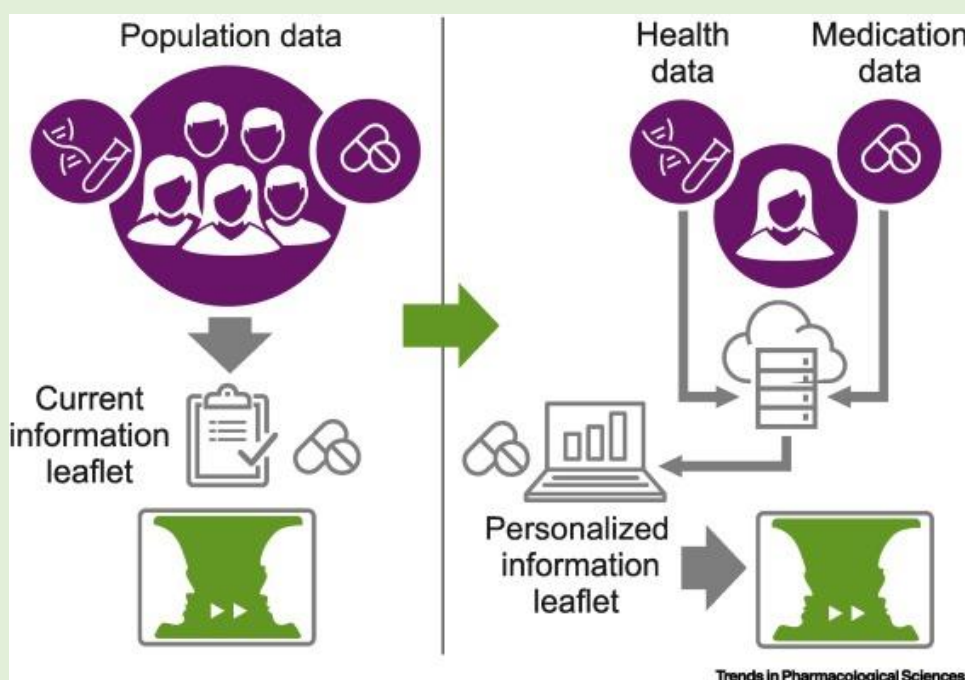 Population data
Current
information
leaflet
Health
data
Medication
data
Personalized
information
leaflet
Trends in Pharmacological Sciences